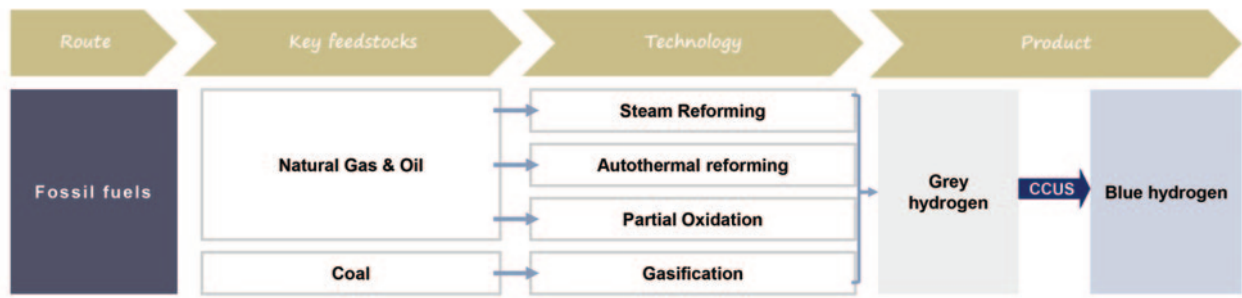 Route
Key feedstocks
Technology
Product
Fossil fuels
Natural Gas & Oil
Coal
Steam Reforming
Autothermal reforming
Partial Oxidation
Gasification
Grey
hydrogen
CCUS
Blue hydrogen